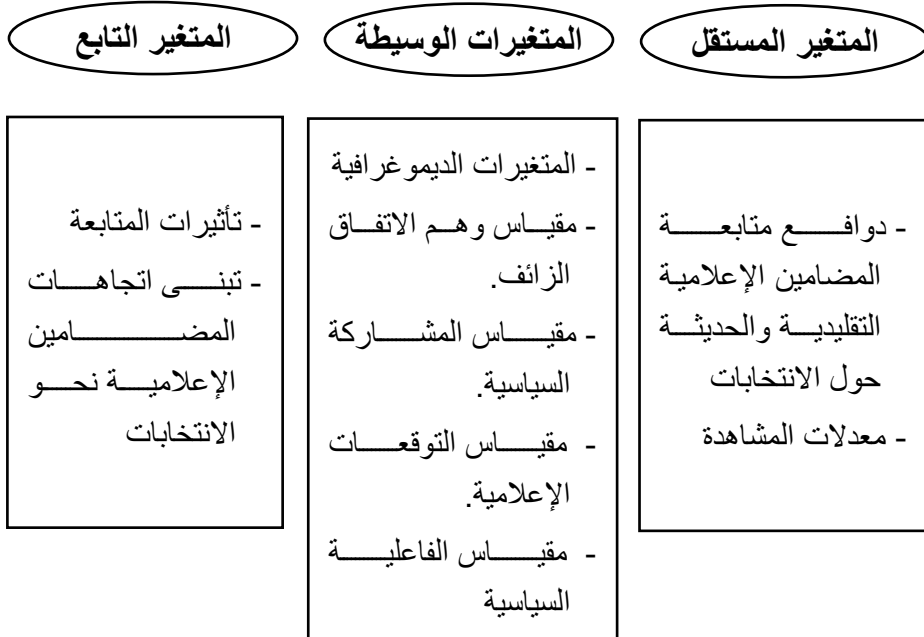 المتغير المستقل
- دوافع متابعة
المضامين الإعلامية
التقليدية والحديثة
حول الانتخابات
- معدلات المشاهدة
المتغيرات الوسيطة
- المتغيرات الديموغرافية
- مقياس وهم الاتفاق
الزائف.
- مقياس المشاركة
السياسية.
- مقياس التوقعات
الإعلامية.
- مقياس الفاعلية
السياسية
المتغير التابع
- تأثيرات المتابعة
- تبنى اتجاهات
المضامين
الإعلامية نحو
الانتخابات